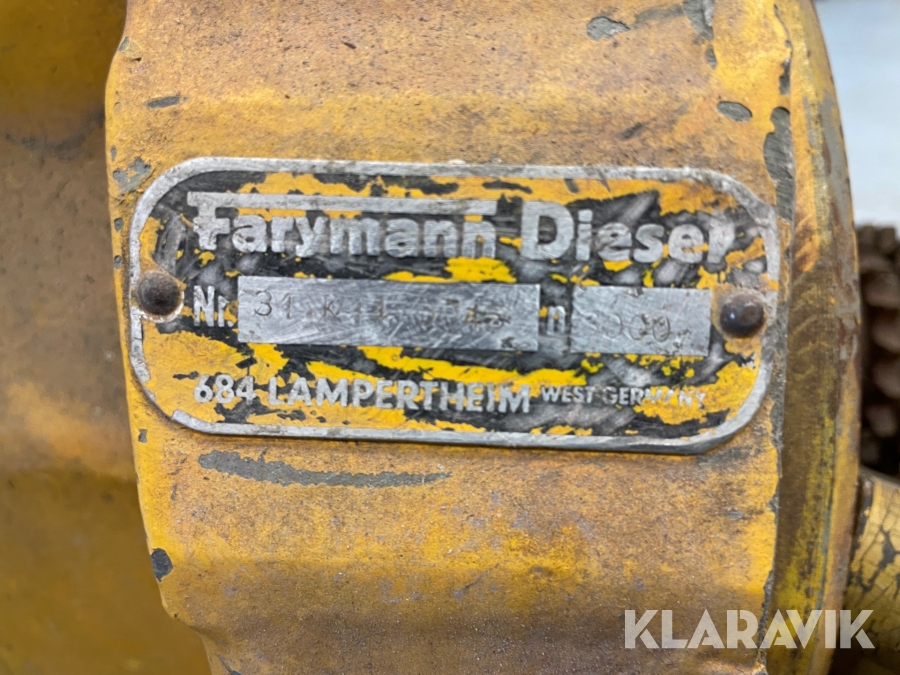 Farymann Diesel
Nr. n
684 LAMPERTHEIM WEST GERMANY
KLARAVIK